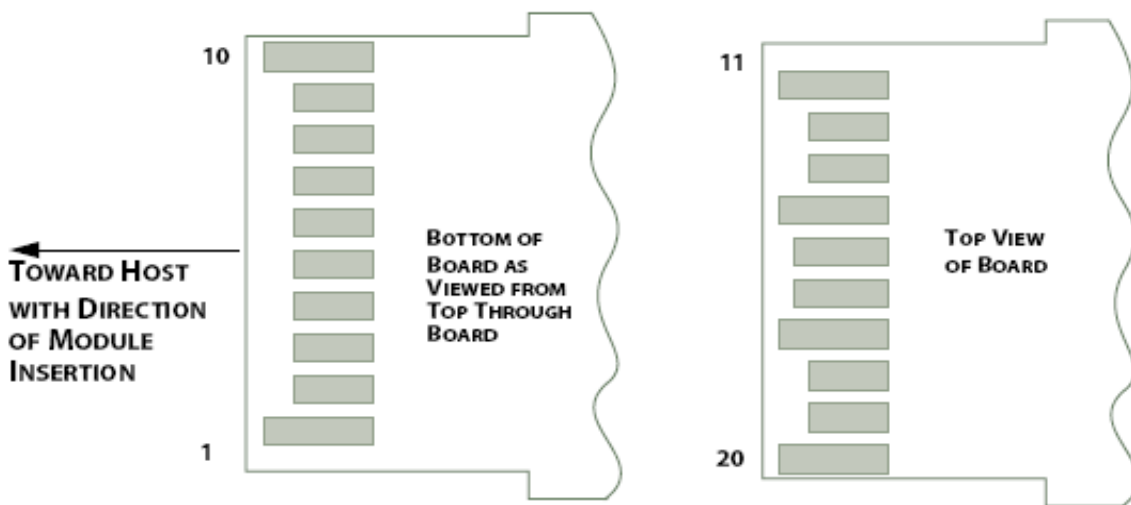 10
1
TOWARD HOST
WITH DIRECTION
OF MODULE
INSERTION
BOTTOM OF
BOARD AS
VIEWED FROM
TOP THROUGH
BOARD
11
20
TOP VIEW
OF BOARD